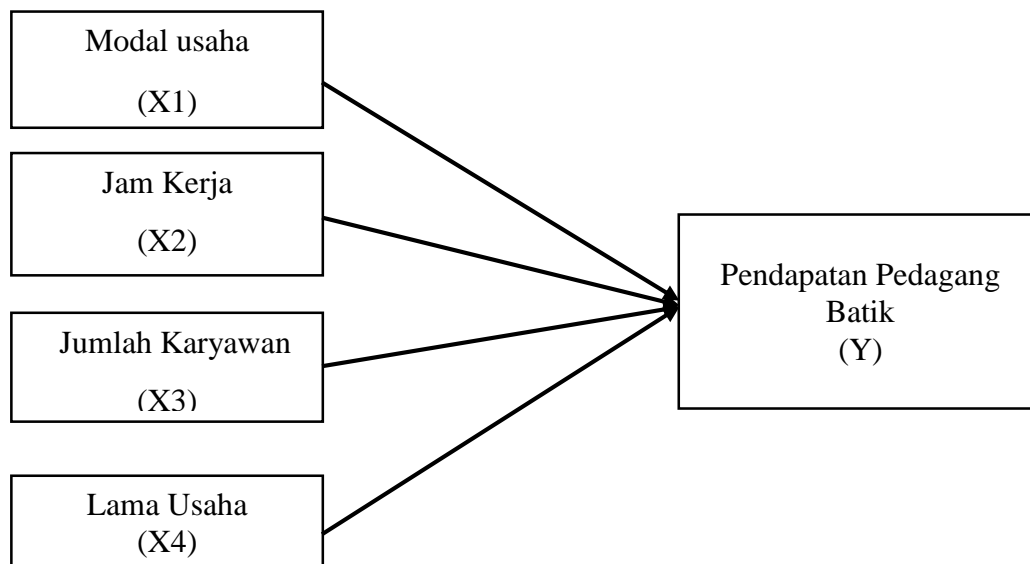 Modal usaha
(X1)
Jam Kerja
(X2)
Jumlah Karyawan
(X3)
Lama Usaha
(X4)
Pendapatan Pedagang
Batik
(Y)